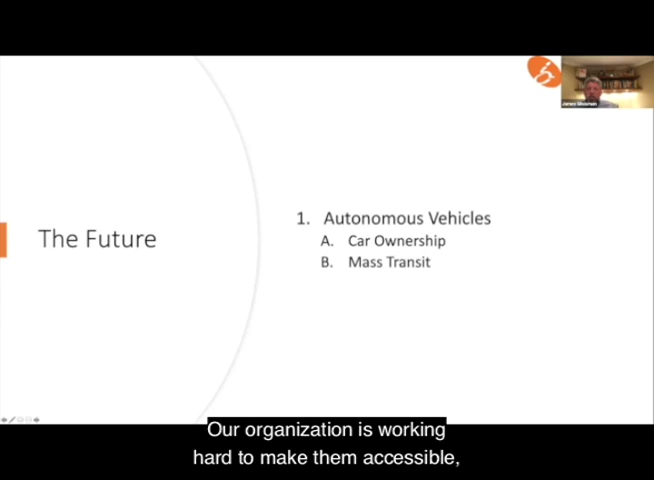 The Future
1. Autonomous Vehicles
A. Car Ownership
B. Mass Transit
Our organization is working
hard to make them accessible,